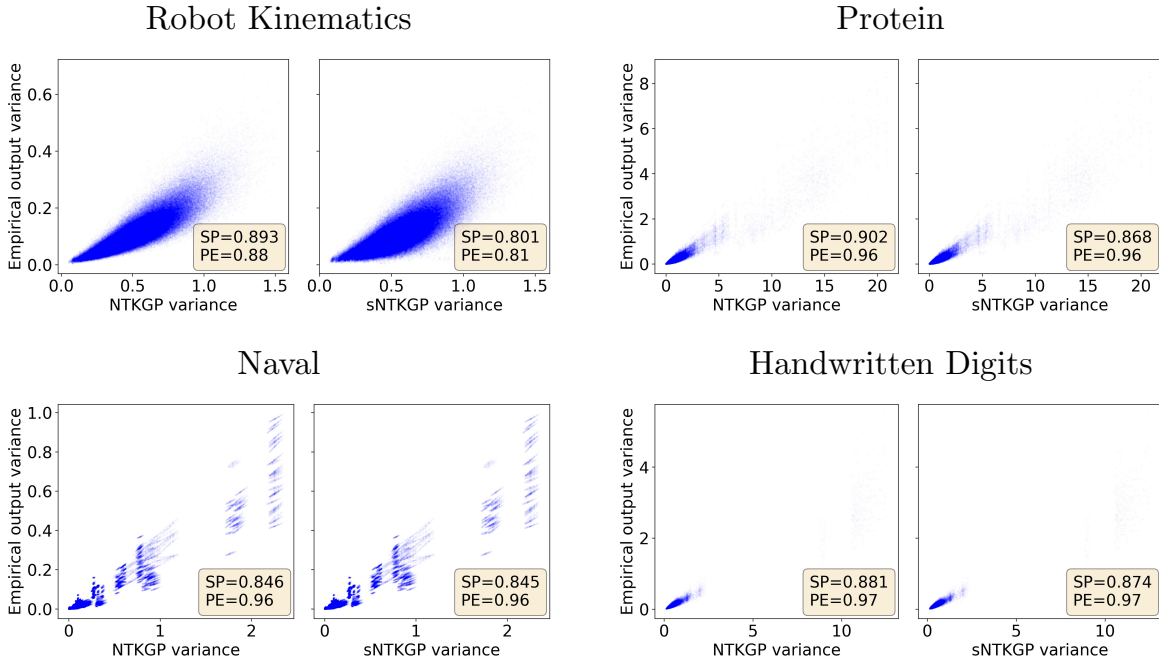 Robot Kinematics
Protein
Empirical output variance
0.6
0.4
0.2
0.0
SP=0.893
PE=0.88
0.0 0.5 1.0 1.5
NTKGP variance
SP=0.801
PE=0.81
0.0 0.5 1.0 1.5
sNTKGP variance
Empirical output variance
8
6
4
2
0
SP=0.902
PE=0.96
0 5 10 15 20
NTKGP variance
SP=0.868
PE=0.96
0 5 10 15 20
sNTKGP variance
Naval
Handwritten Digits
Empirical output variance
1.0
0.8
0.6
0.4
0.2
0.0
SP=0.846
PE=0.96
0 1 2
NTKGP variance
SP=0.845
PE=0.96
0 1 2
sNTKGP variance
Empirical output variance
4
2
0
SP=0.881
PE=0.97
0 5 10
NTKGP variance
SP=0.874
PE=0.97
0 5 10
sNTKGP variance